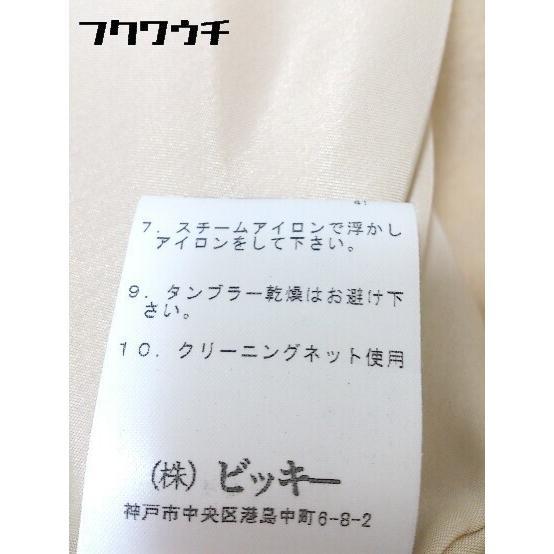 フクワウチ
41
7. スチームアイロンで浮かし
アイロンをして下さい。
9. タンブラー乾燥はお避け下
さい。
10. クリーニングネット使用
(株) ビッキー
神戸市中央区港島中町6-8-2